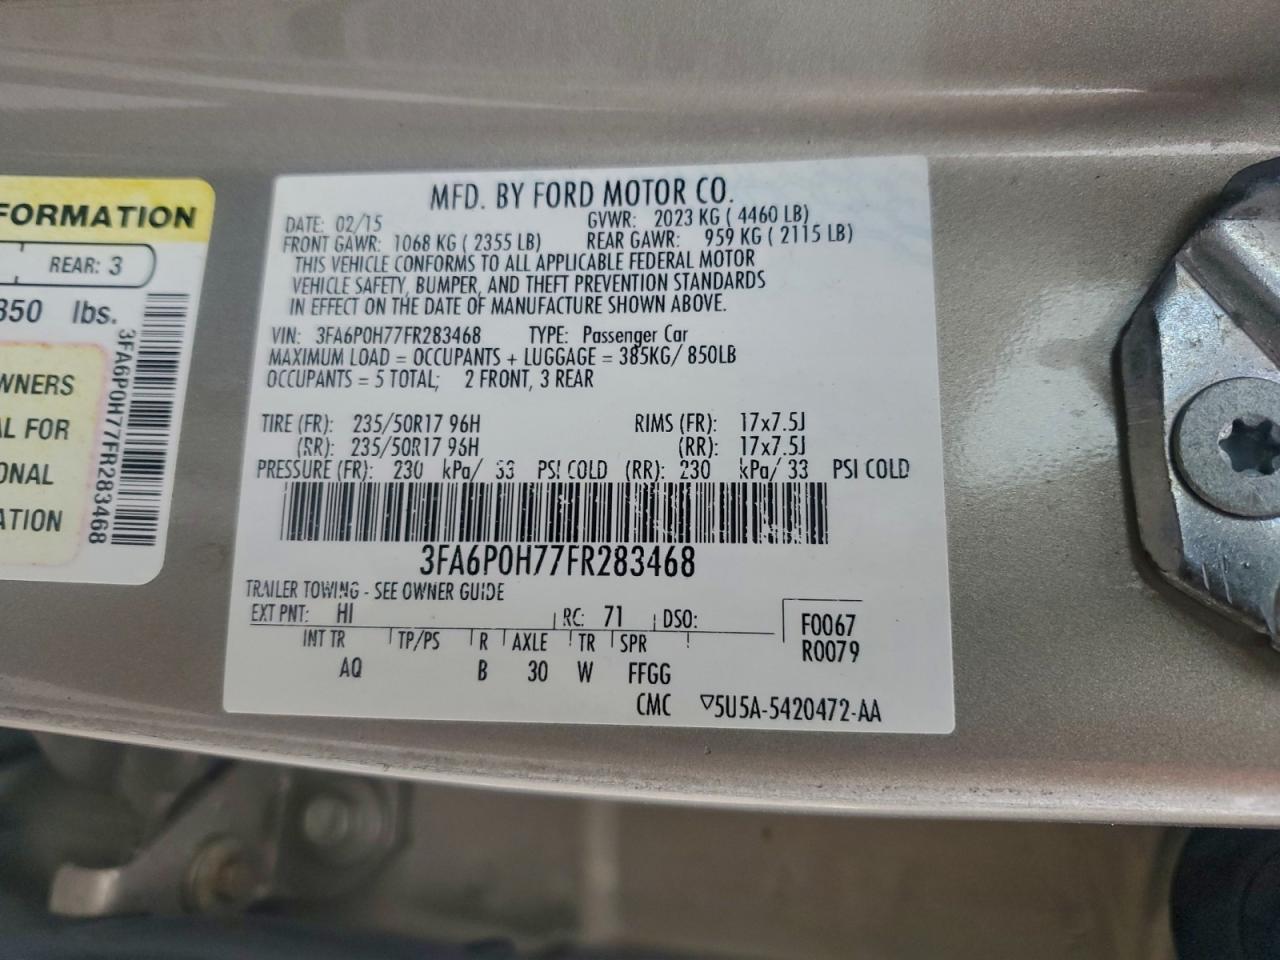 FORMATION
REAR: 3
350 lbs.
WNERS
AL FOR
ONAL
ATION
3FA6P0H77FR283468
MFD. BY FORD MOTOR CO.
DATE: 02/15 GVWR: 2023 KG ( 4460 LB)
FRONT GAWR: 1068 KG ( 2355 LB) REAR GAWR: 959 KG ( 2115 LB)
THIS VEHICLE CONFORMS TO ALL APPLICABLE FEDERAL MOTOR
VEHICLE SAFETY, BUMPER, AND THEFT PREVENTION STANDARDS
IN EFFECT ON THE DATE OF MANUFACTURE SHOWN ABOVE.
VIN: 3FA6P0H77FR283468 TYPE: Passenger Car
MAXIMUM LOAD = OCCUPANTS + LUGGAGE = 385KG/ 850LB
OCCUPANTS = 5 TOTAL; 2 FRONT, 3 REAR
TIRE (FR): 235/50R17 96H RIMS (FR): 17x7.5J
(RR): 235/50R17 96H (RR): 17x7.5J
PRESSURE (FR): 230 kPa/ 33 PSI COLD (RR): 230 kPa/ 33 PSI COLD
3FA6P0H77FR283468
TRAILER TOWING - SEE OWNER GUIDE
EXT PNT: HI RC: 71 DSO:
INT TR TP/PS R AXLE TR SPR
AQ B 30 W FFGG
F0067
R0079
CMC ▽5U5A-5420472-AA